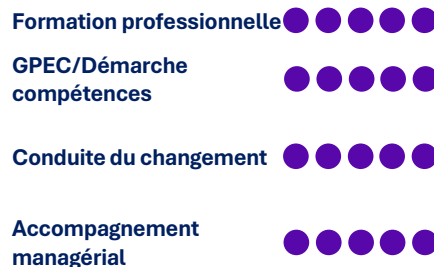 Formation professionnelle
GPEC/Démarche
compétences
Conduite du changement
Accompagnement
managérial